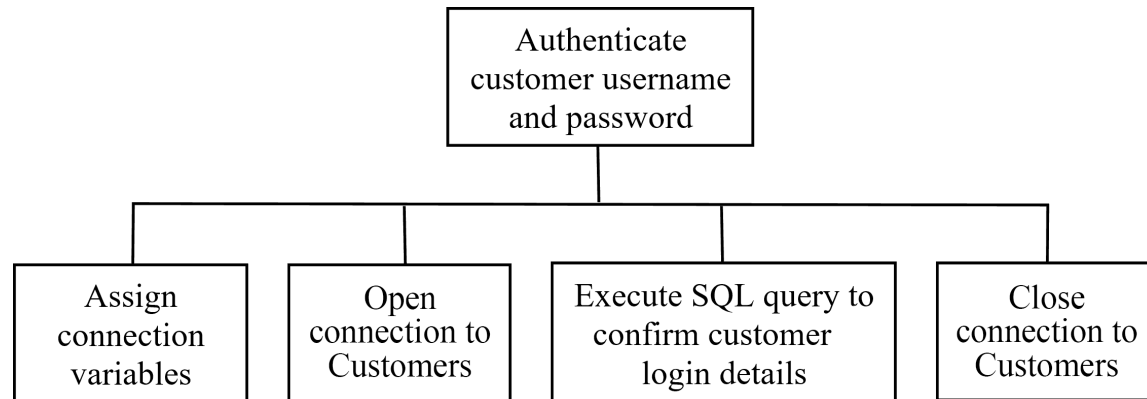 Authenticate
customer username
and password
Assign
connection
variables
Open
connection to
Customers
Execute SQL query to
confirm customer
login details
Close
connection to
Customers